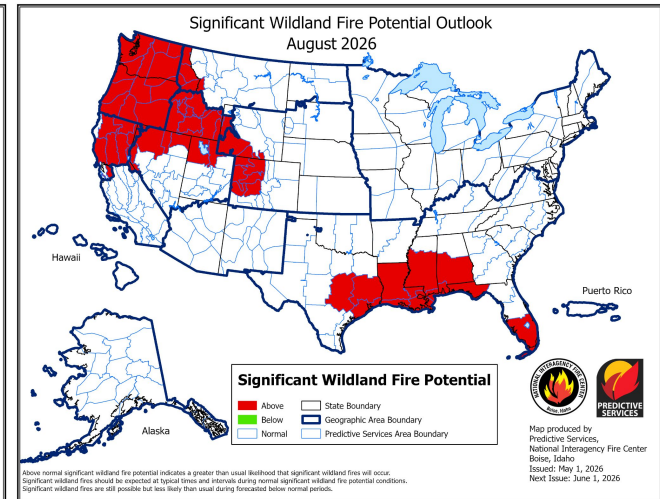 Significant Wildland Fire Potential Outlook
August 2026
Hawaii
Puerto Rico
Alaska
Significant Wildland Fire Potential
Above
State Boundary
Below
Geographic Area Boundary
Normal
Predictive Services Area Boundary
NATIONAL INTERAGENCY FIRE CENTER
Boise, Idaho
PREDICTIVE
SERVICES
Map produced by
Predictive Services,
National Interagency Fire Center
Boise, Idaho
Issued: May 1, 2026
Next Issue: June 1, 2026
Above normal significant wildland fire potential indicates a greater than usual likelihood that significant wildland fires will occur.
Significant wildland fires should be expected at typical times and intervals during normal significant wildland fire potential conditions.
Significant wildland fires are still possible but less likely than usual during forecasted below normal periods.